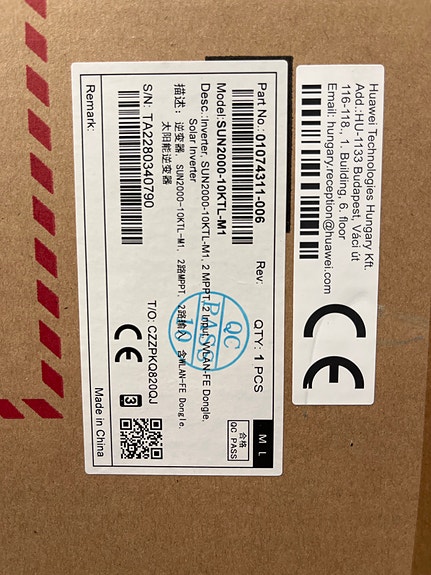 Huawei Technologies Hungary Kft.
Add.:HU-1133 Budapest, Váci út
116-118., 1. Building, 6. floor
Email: hungary.reception@huawei.com
CE
Part No.:01074311-006
Rev:
QTY: 1 PCS
M L
Model:SUN2000-10KTL-M1
合格
QC PASS
Desc.:Inverter, SUN2000-10KTL-M1, 2 MPPT, 2 Input, WLAN-FE Dongle,
Solar Inverter
描述: 逆变器, SUN2000-10KTL-M1, 2路MPPT, 2路输入, 含WLAN-FE Dongle,
太阳能逆变器
QC
PASS
10
S/N: TA2280340790
T/O: CZZPKQ820QJ
CE
3
Remark:
Made in China